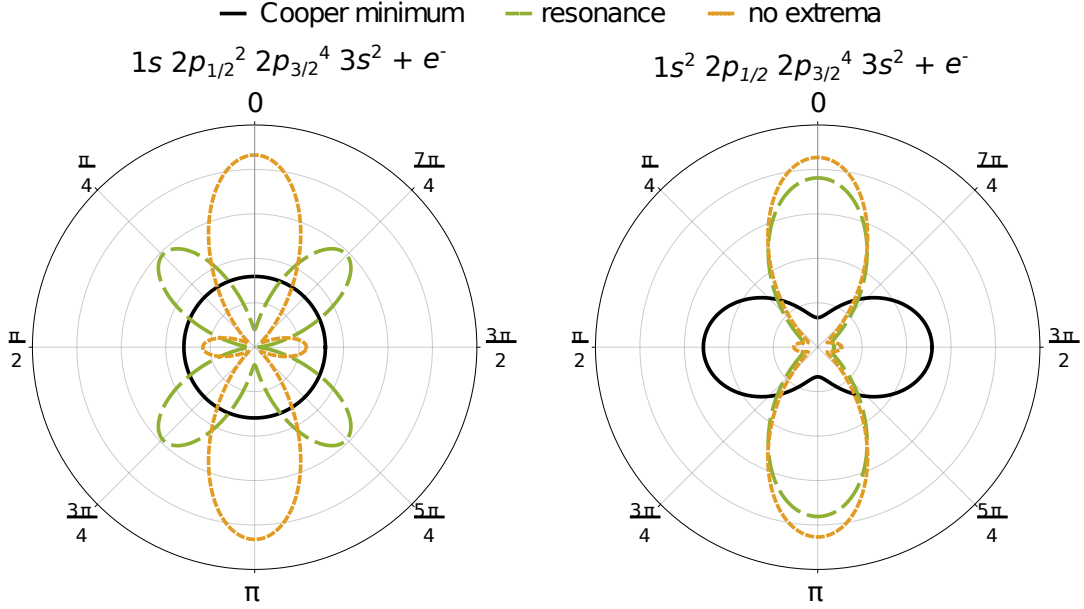 Cooper minimum resonance no extrema
1s 2p1/2² 2p3/2⁴ 3s² + e⁻
1s² 2p1/2 2p3/2⁴ 3s² + e⁻
0
π/4
7π/4
π/2
3π/2
3π/4
5π/4
π
0
π/4
7π/4
π/2
3π/2
3π/4
5π/4
π